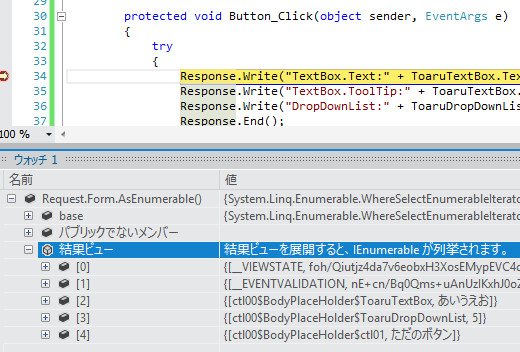 30 protected void Button_Click(object sender, EventArgs e)
31 {
32 try
33 {
34 Response.Write("TextBox.Text:" + ToaruTextBox.Tex
35 Response.Write("TextBox.ToolTip:" + ToaruTextBox.
36 Response.Write("DropDownList:" + ToaruDropDownLis
37 Response.End();
100 %
ウォッチ 1
名前 値
Request.Form.AsEnumerable() {System.Linq.Enumerable.WhereSelectEnumerableIterato
base {System.Linq.Enumerable.WhereSelectEnumerableIterato
パブリックでないメンバー
結果ビュー 結果ビューを展開すると、IEnumerable が列挙されます。
[0] {[__VIEWSTATE, foh/Qiutjz4da7v6eobxH3XosEMypEVC4d
[1] {[__EVENTVALIDATION, nE+cn/Bq0Qms+uAnUzlKxhJ0oZ
[2] {[ctl00$BodyPlaceHolder$ToaruTextBox, あいうえお]}
[3] {[ctl00$BodyPlaceHolder$ToaruDropDownList, 5]}
[4] {[ctl00$BodyPlaceHolder$ctl01, ただのボタン]}